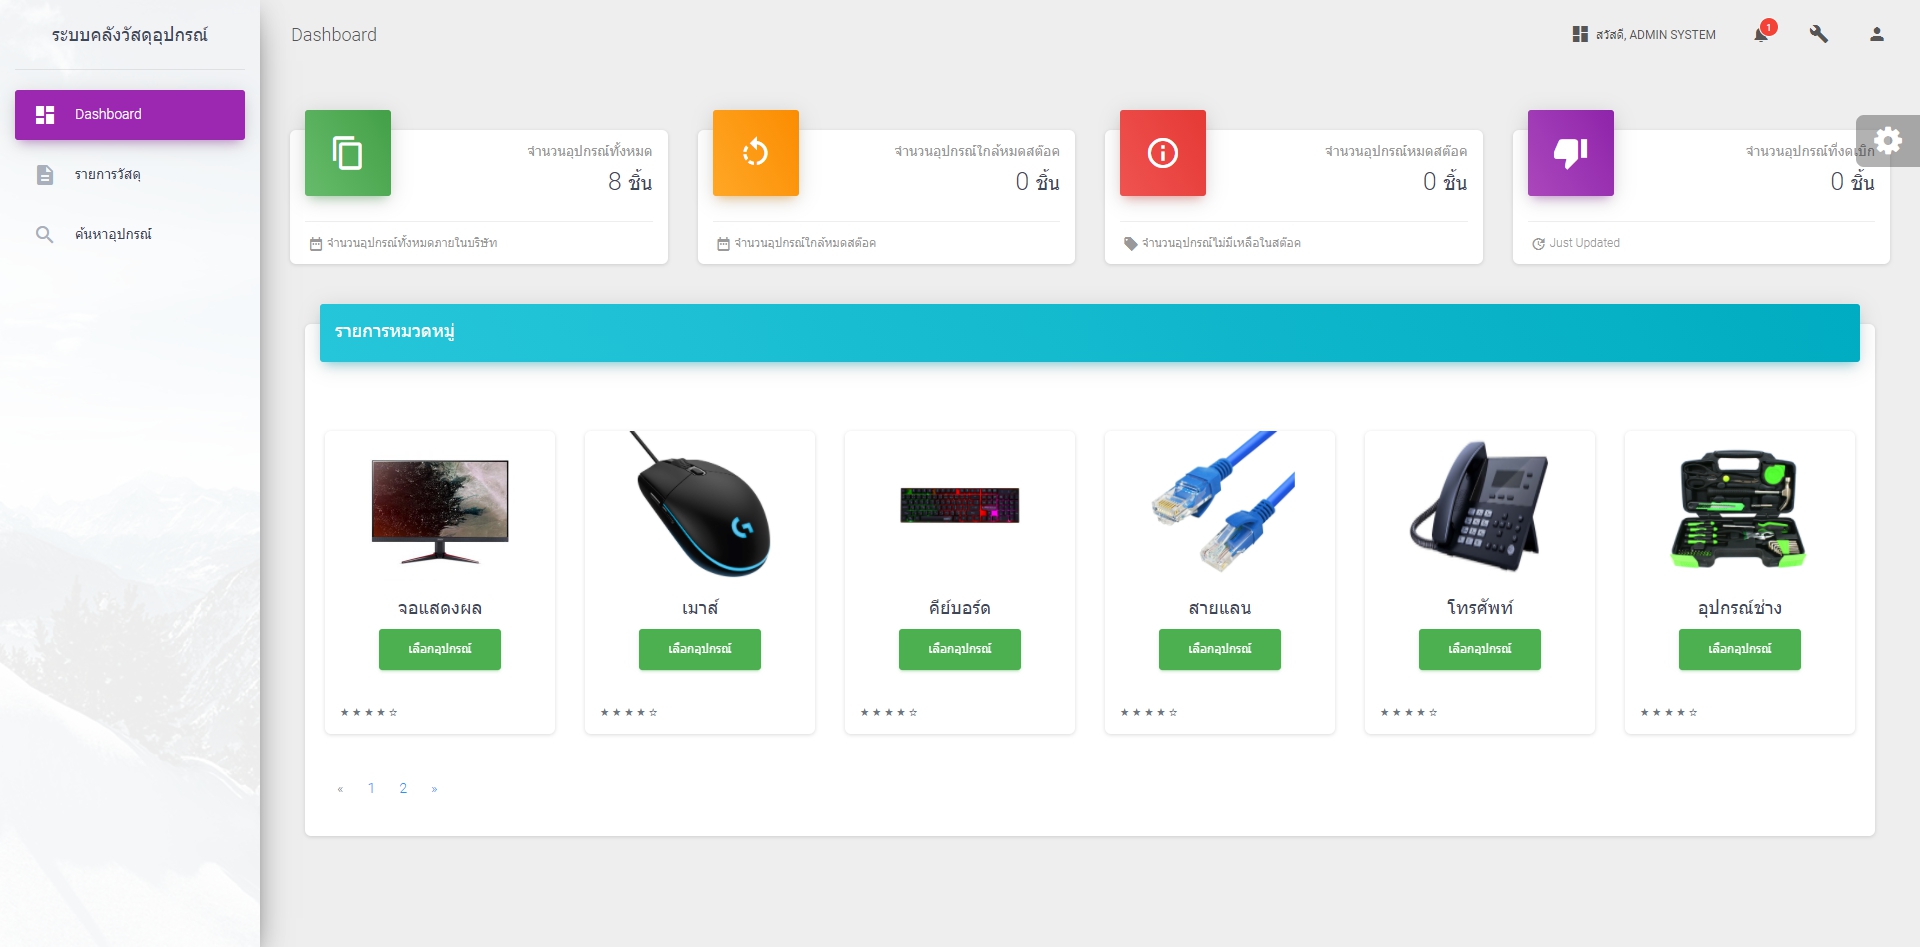 ระบบคลังวัสดุอุปกรณ์
Dashboard
รายการวัสดุ
ค้นหาอุปกรณ์
Dashboard
สวัสดี, ADMIN SYSTEM
1
จำนวนอุปกรณ์ทั้งหมด
8 ชิ้น
จำนวนอุปกรณ์ทั้งหมดภายในบริษัท
จำนวนอุปกรณ์ใกล้หมดสต๊อค
0 ชิ้น
จำนวนอุปกรณ์ใกล้หมดสต๊อค
จำนวนอุปกรณ์หมดสต๊อค
0 ชิ้น
จำนวนอุปกรณ์ไม่มีเหลือในสต๊อค
จำนวนอุปกรณ์ที่งดเบิก
0 ชิ้น
Just Updated
รายการหมวดหมู่
จอแสดงผล
เลือกอุปกรณ์
★ ★ ★ ★ ☆
เมาส์
เลือกอุปกรณ์
★ ★ ★ ★ ☆
คีย์บอร์ด
เลือกอุปกรณ์
★ ★ ★ ★ ☆
สายแลน
เลือกอุปกรณ์
★ ★ ★ ★ ☆
โทรศัพท์
เลือกอุปกรณ์
★ ★ ★ ★ ☆
อุปกรณ์ช่าง
เลือกอุปกรณ์
★ ★ ★ ★ ☆
« 1 2 »